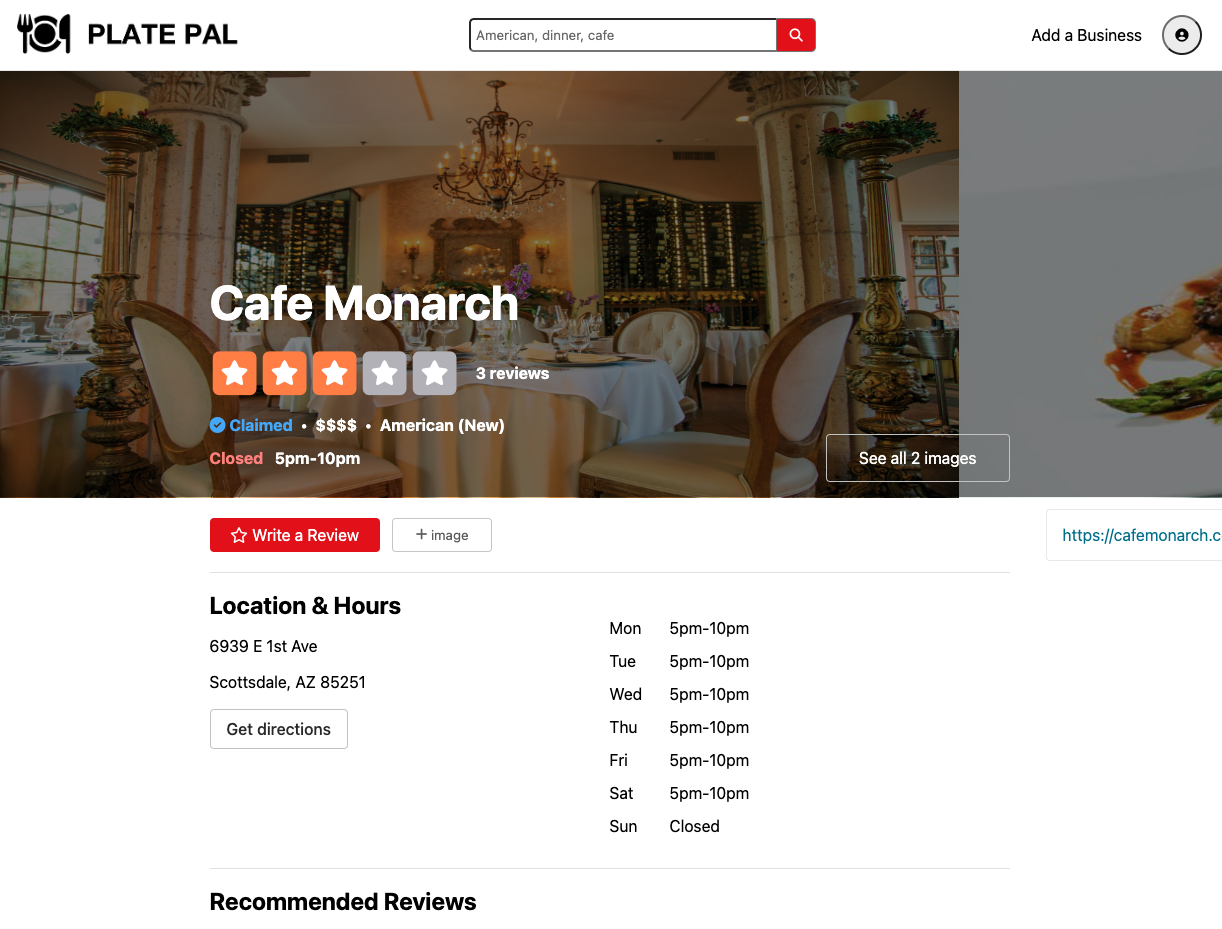 PLATE PAL
American, dinner, cafe
Add a Business
Cafe Monarch
3 reviews
Claimed • $$$$ • American (New)
Closed 5pm-10pm
See all 2 images
Write a Review
+ image
https://cafemonarch.c
Location & Hours
6939 E 1st Ave
Scottsdale, AZ 85251
Get directions
Mon 5pm-10pm
Tue 5pm-10pm
Wed 5pm-10pm
Thu 5pm-10pm
Fri 5pm-10pm
Sat 5pm-10pm
Sun Closed
Recommended Reviews